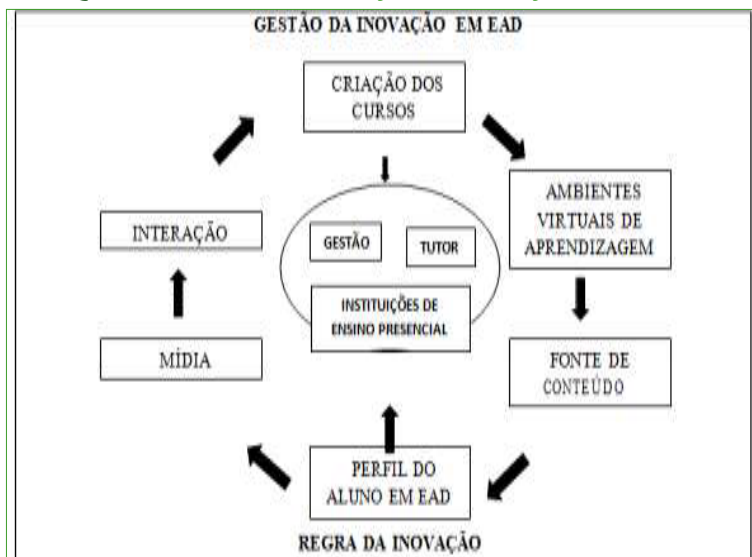 GESTÃO DA INOVAÇÃO EM EAD
CRIAÇÃO DOS
CURSOS
AMBIENTES
VIRTUAIS DE
APRENDIZAGEM
INTERAÇÃO
GESTÃO
TUTOR
INSTITUIÇÕES DE
ENSINO PRESENCIAL
MÍDIA
FONTE DE
CONTEÚDO
PERFIL DO
ALUNO EM EAD
REGRA DA INOVAÇÃO